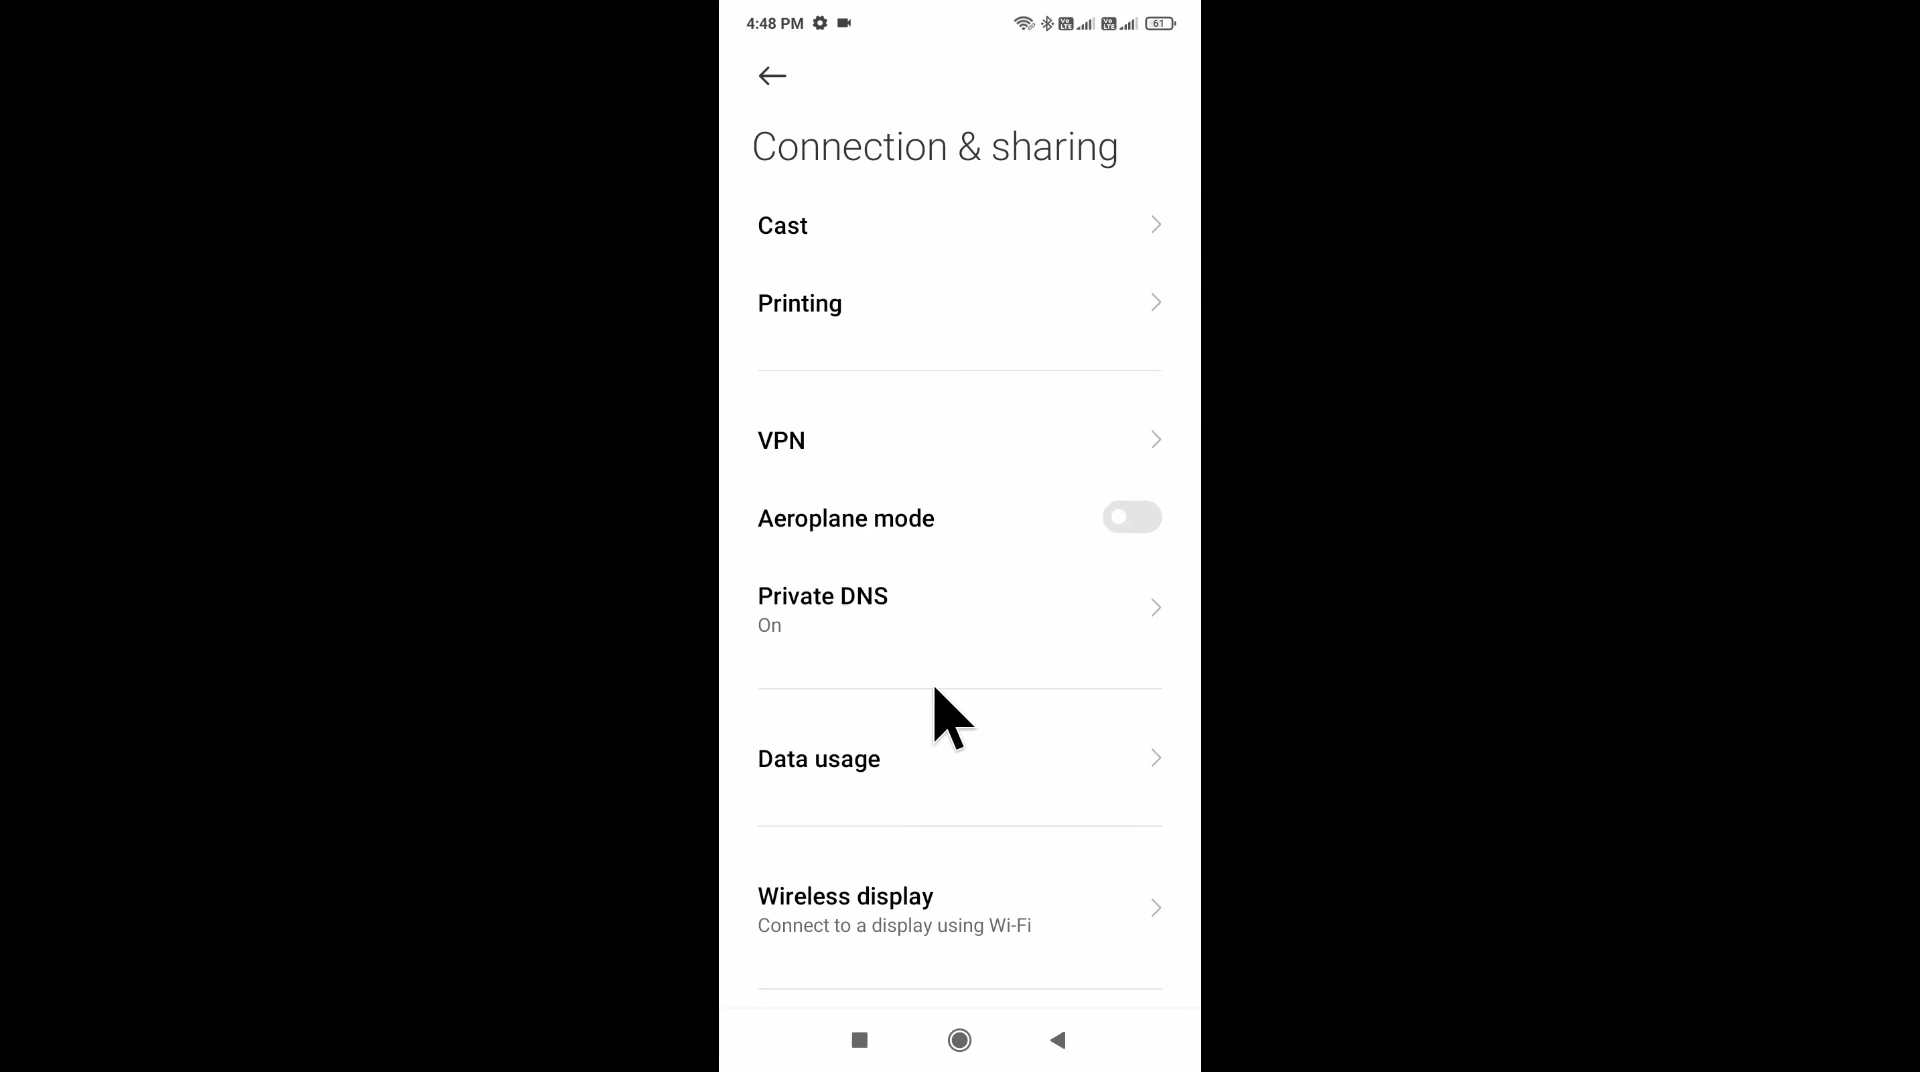 4:48 PM
61
Connection & sharing
Cast
Printing
VPN
Aeroplane mode
Private DNS
On
Data usage
Wireless display
Connect to a display using Wi-Fi